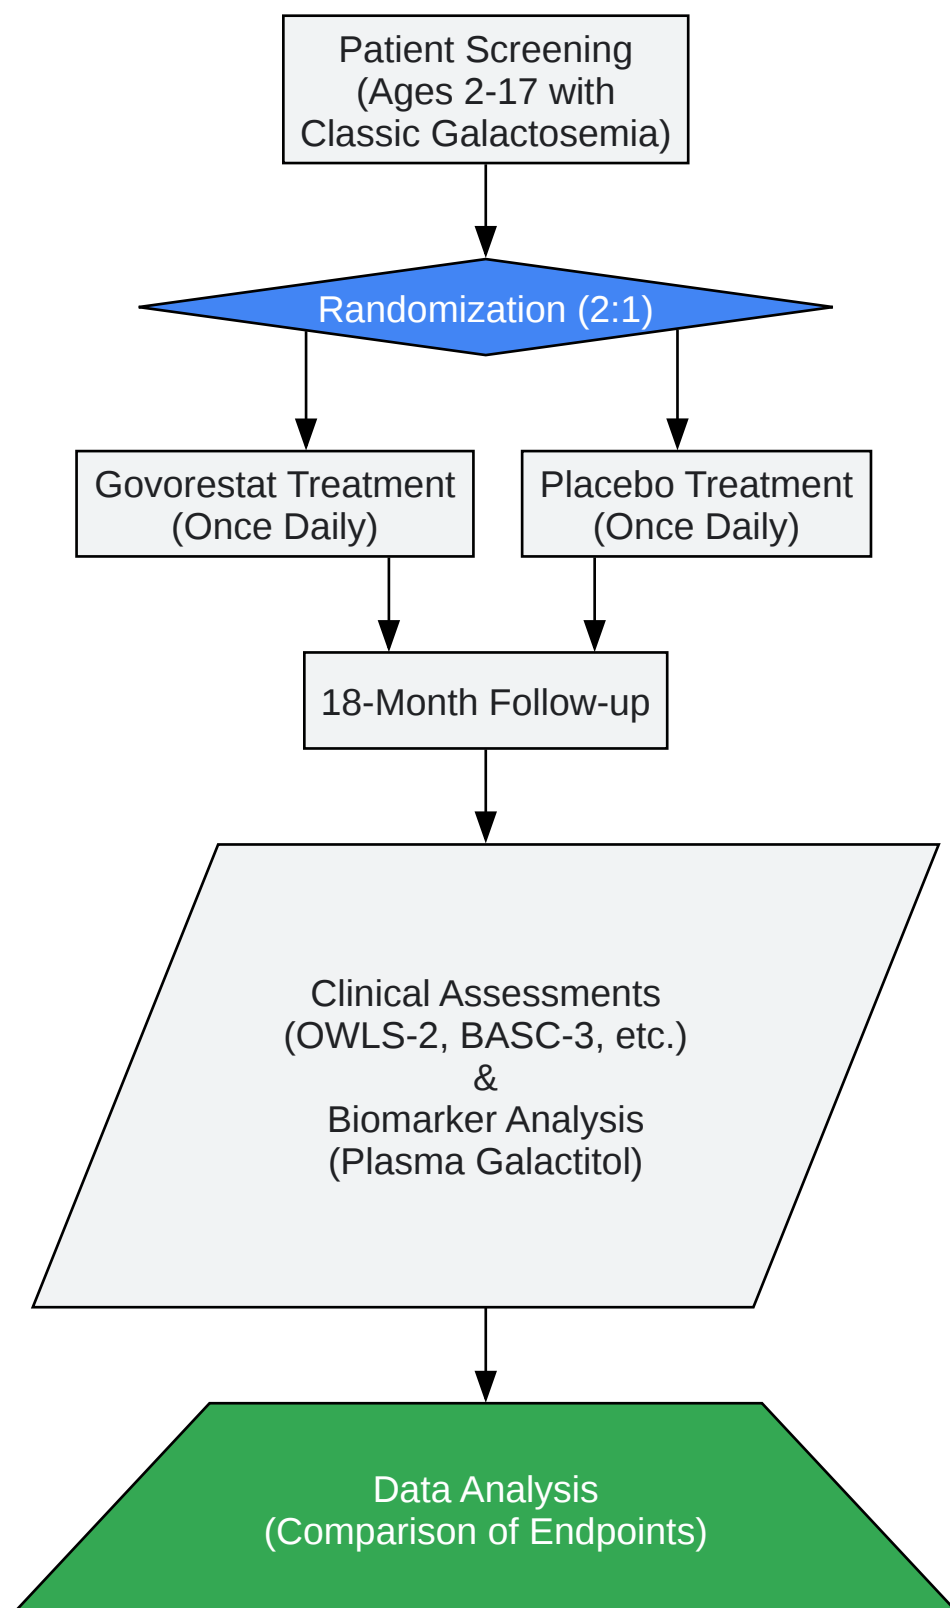 Patient Screening
(Ages 2-17 with
Classic Galactosemia)
Randomization (2:1)
Govorestat Treatment
(Once Daily)
Placebo Treatment
(Once Daily)
18-Month Follow-up
Clinical Assessments
(OWLS-2, BASC-3, etc.)
&
Biomarker Analysis
(Plasma Galactitol)
Data Analysis
(Comparison of Endpoints)